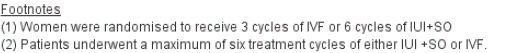 Footnotes
(1) Women were randomised to receive 3 cycles of IVF or 6 cycles of IUI+SO
(2) Patients underwent a maximum of six treatment cycles of either IUI +SO or IVF.